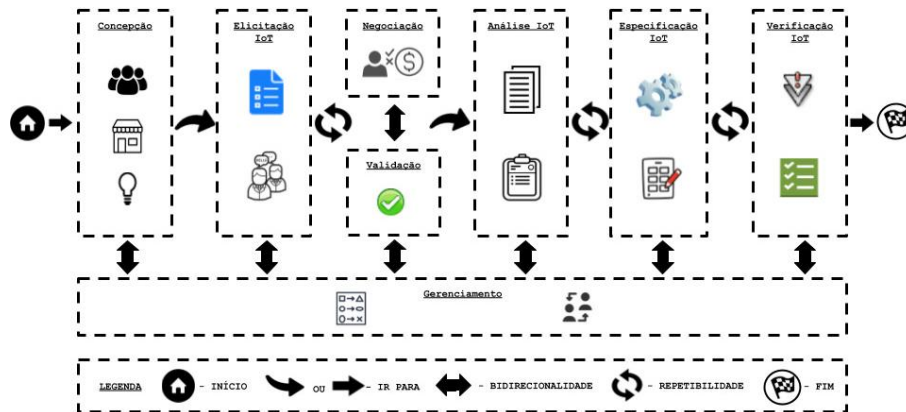 Concepção
Elicitação
IoT
Negociação
Validação
Análise IoT
Especificação
IoT
Verificação
IoT
Gerenciamento
LEGENDA
- INÍCIO
OU
- IR PARA
- BIDIRECIONALIDADE
- REPETIBILIDADE
- FIM